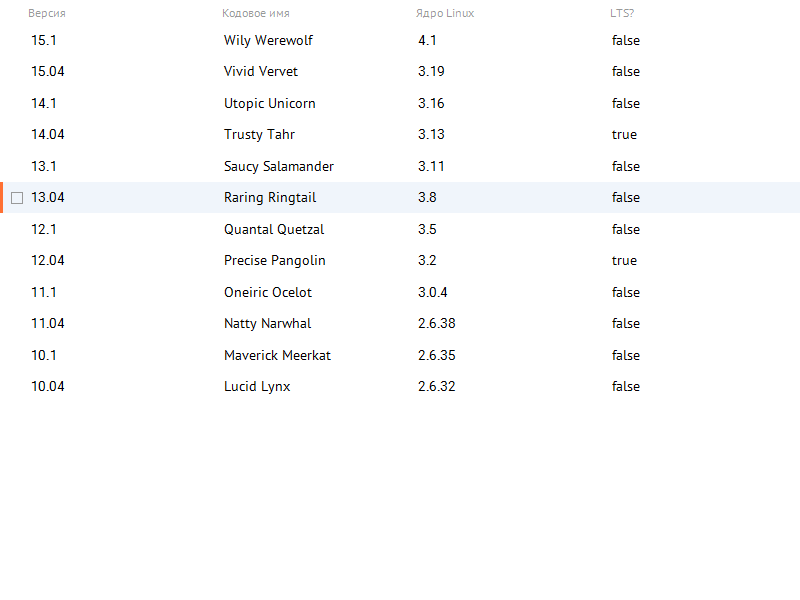 Версия Кодовое имя Ядро Linux LTS?
15.1 Wily Werewolf 4.1 false
15.04 Vivid Vervet 3.19 false
14.1 Utopic Unicorn 3.16 false
14.04 Trusty Tahr 3.13 true
13.1 Saucy Salamander 3.11 false
13.04 Raring Ringtail 3.8 false
12.1 Quantal Quetzal 3.5 false
12.04 Precise Pangolin 3.2 true
11.1 Oneiric Ocelot 3.0.4 false
11.04 Natty Narwhal 2.6.38 false
10.1 Maverick Meerkat 2.6.35 false
10.04 Lucid Lynx 2.6.32 false